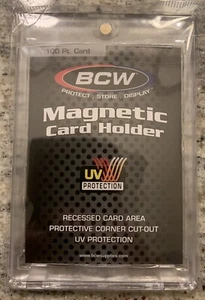 100 Pt. Card
BCW
PROTECT . STORE . DISPLAY
Magnetic
Card Holder
UV
PROTECTION
RECESSED CARD AREA
PROTECTIVE CORNER CUT-OUT
UV PROTECTION
www.bcwsupplies.com